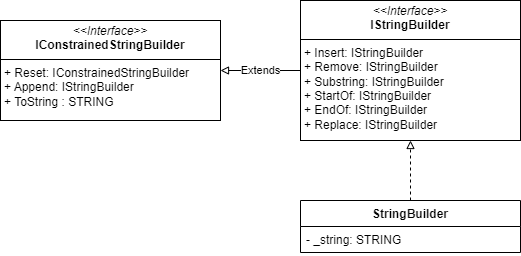 <<Interface>>
IConstrainedStringBuilder
+ Reset: IConstrainedStringBuilder
+ Append: IStringBuilder
+ ToString : STRING
Extends
<<Interface>>
IStringBuilder
+ Insert: IStringBuilder
+ Remove: IStringBuilder
+ Substring: IStringBuilder
+ StartOf: IStringBuilder
+ EndOf: IStringBuilder
+ Replace: IStringBuilder
StringBuilder
- _string: STRING